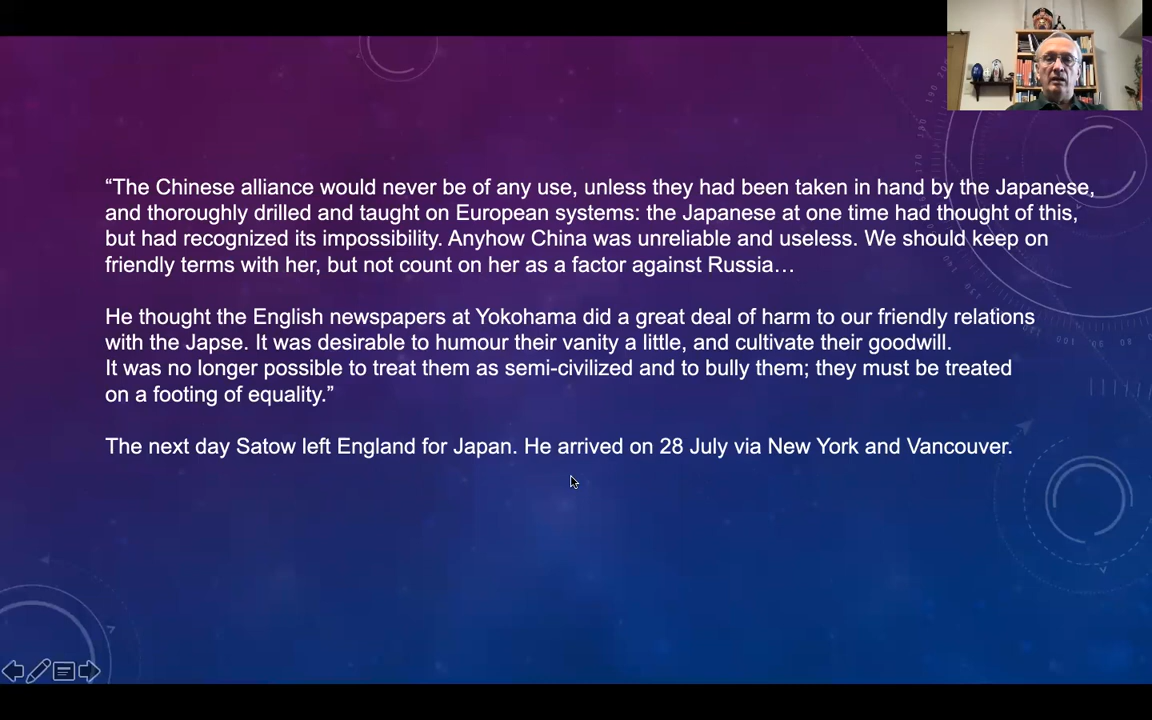 “The Chinese alliance would never be of any use, unless they had been taken in hand by the Japanese,
and thoroughly drilled and taught on European systems: the Japanese at one time had thought of this,
but had recognized its impossibility. Anyhow China was unreliable and useless. We should keep on
friendly terms with her, but not count on her as a factor against Russia…
He thought the English newspapers at Yokohama did a great deal of harm to our friendly relations
with the Japse. It was desirable to humour their vanity a little, and cultivate their goodwill.
It was no longer possible to treat them as semi-civilized and to bully them; they must be treated
on a footing of equality.”
The next day Satow left England for Japan. He arrived on 28 July via New York and Vancouver.